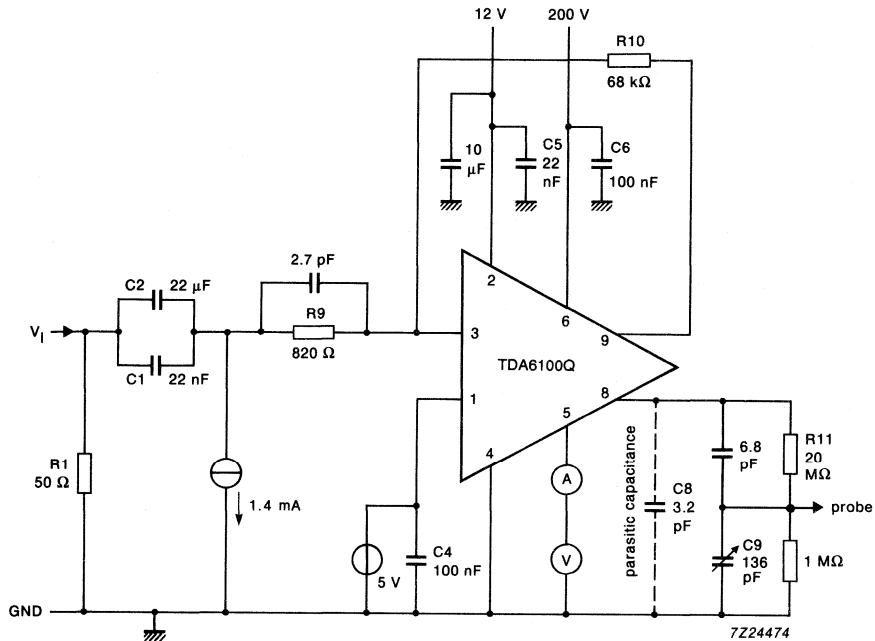 12 V
200 V
R10
68 kΩ
10
μF
C5
22
nF
C6
100 nF
2.7 pF
C2
22 μF
R9
820 Ω
V_I
C1
22 nF
2
3
6
9
TDA6100Q
1
8
5
4
R1
50 Ω
1.4 mA
A
V
5 V
C4
100 nF
parasitic capacitance
C8
3.2
pF
6.8
pF
R11
20
MΩ
probe
C9
136
pF
1 MΩ
GND
7Z24474